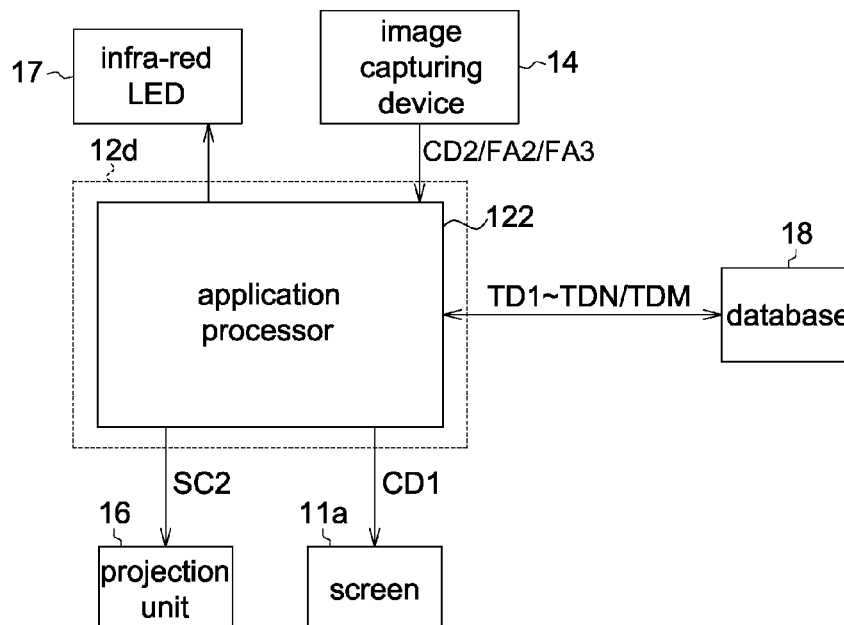 17
infra-red
LED
image
capturing
device
14
12d
CD2/FA2/FA3
122
application
processor
18
TD1~TDN/TDM
database
SC2
CD1
16
projection
unit
11a
screen